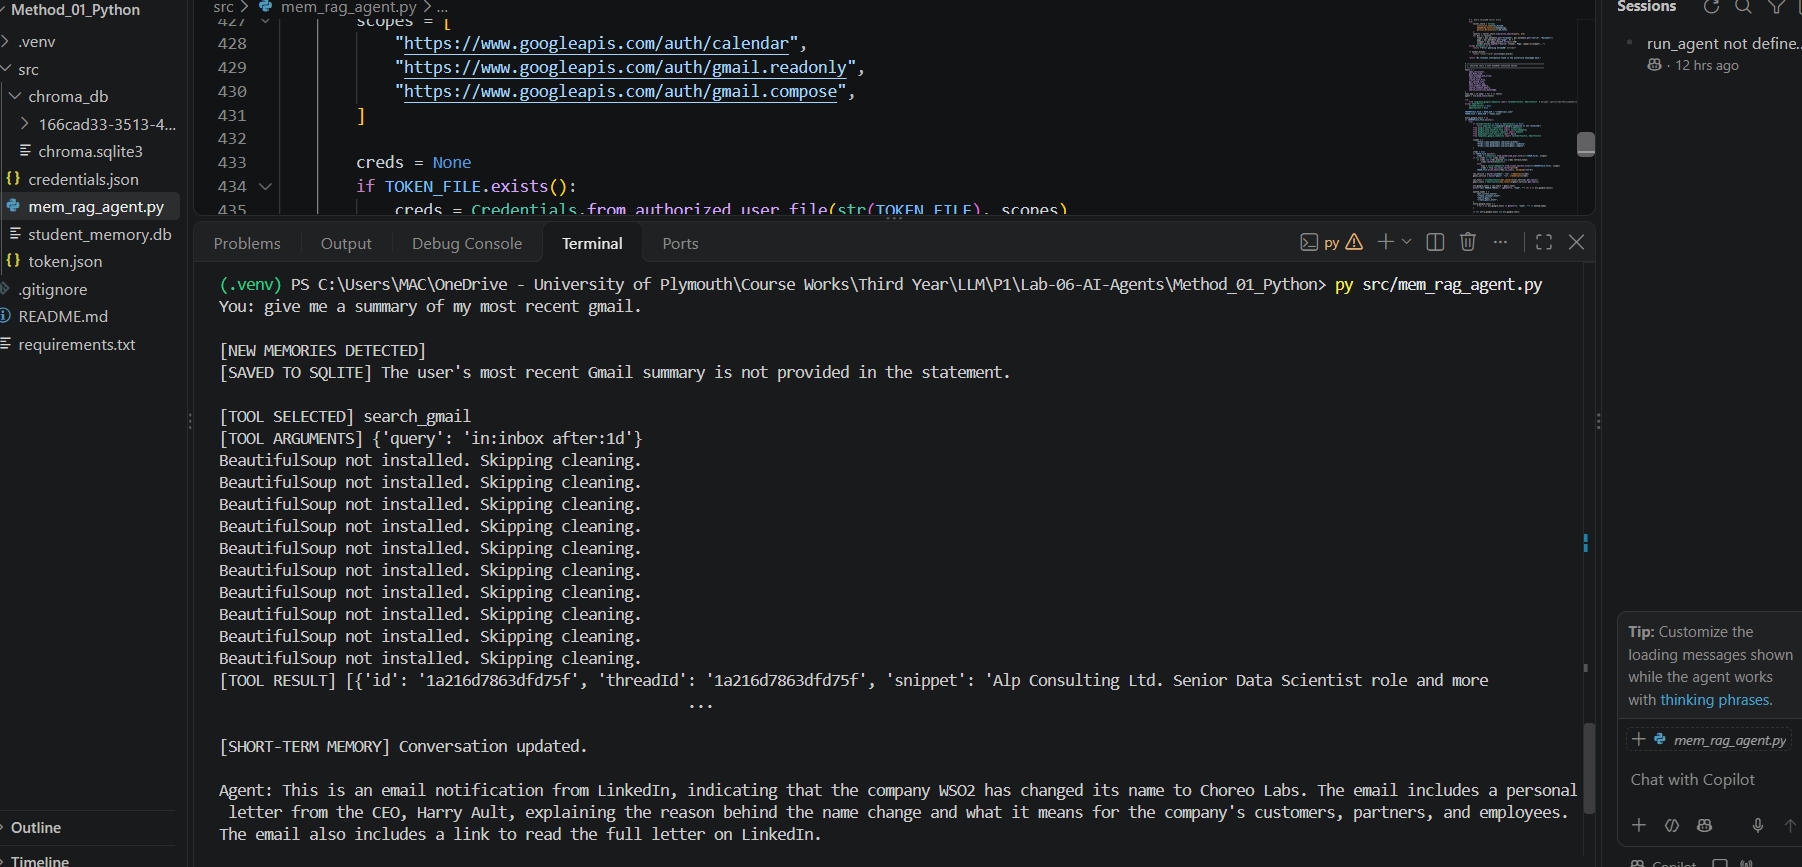 Method_01_Python
.venv
src
chroma_db
166cad33-3513-4...
chroma.sqlite3
credentials.json
mem_rag_agent.py
student_memory.db
token.json
.gitignore
README.md
requirements.txt
Outline
Timeline
src > mem_rag_agent.py > ...
427 scopes = [
428 "https://www.googleapis.com/auth/calendar",
429 "https://www.googleapis.com/auth/gmail.readonly",
430 "https://www.googleapis.com/auth/gmail.compose",
431 ]
432
433 creds = None
434 if TOKEN_FILE.exists():
435 creds = Credentials.from_authorized_user_file(str(TOKEN_FILE), scopes)
Problems Output Debug Console Terminal Ports
py
(.venv) PS C:\Users\MAC\OneDrive - University of Plymouth\Course Works\Third Year\LLM\P1\Lab-06-AI-Agents\Method_01_Python> py src/mem_rag_agent.py
You: give me a summary of my most recent gmail.
[NEW MEMORIES DETECTED]
[SAVED TO SQLITE] The user's most recent Gmail summary is not provided in the statement.
[TOOL SELECTED] search_gmail
[TOOL ARGUMENTS] {'query': 'in:inbox after:1d'}
BeautifulSoup not installed. Skipping cleaning.
BeautifulSoup not installed. Skipping cleaning.
BeautifulSoup not installed. Skipping cleaning.
BeautifulSoup not installed. Skipping cleaning.
BeautifulSoup not installed. Skipping cleaning.
BeautifulSoup not installed. Skipping cleaning.
BeautifulSoup not installed. Skipping cleaning.
BeautifulSoup not installed. Skipping cleaning.
BeautifulSoup not installed. Skipping cleaning.
BeautifulSoup not installed. Skipping cleaning.
[TOOL RESULT] [{'id': '1a216d7863dfd75f', 'threadId': '1a216d7863dfd75f', 'snippet': 'Alp Consulting Ltd. Senior Data Scientist role and more
...
[SHORT-TERM MEMORY] Conversation updated.
Agent: This is an email notification from LinkedIn, indicating that the company WSO2 has changed its name to Choreo Labs. The email includes a personal
letter from the CEO, Harry Ault, explaining the reason behind the name change and what it means for the company's customers, partners, and employees.
The email also includes a link to read the full letter on LinkedIn.
Sessions
run_agent not define...
· 12 hrs ago
Tip: Customize the
loading messages shown
while the agent works
with thinking phrases.
mem_rag_agent.py
Chat with Copilot
Copilot